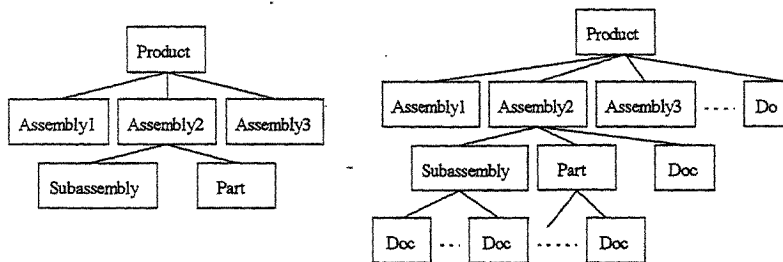 Product
Assembly1 Assembly2 Assembly3
Subassembly Part
Product
Assembly1 Assembly2 Assembly3 Do
Subassembly Part Doc
Doc Doc Doc